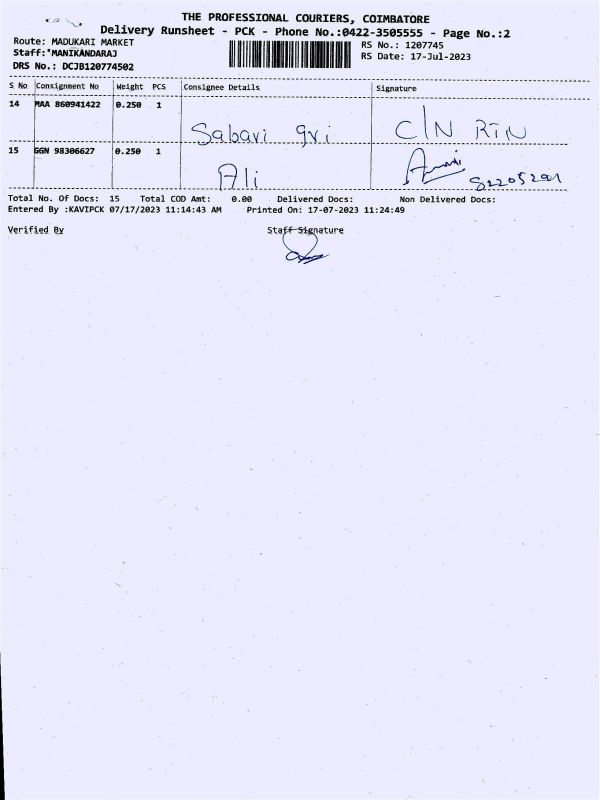 THE PROFESSIONAL COURIERS, COIMBATORE
Delivery Runsheet - PCK - Phone No.:0422-3505555 - Page No.:2
Route: MADUKARI MARKET
RS No.: 1207745
Staff:*MANIKANDARAJ
RS Date: 17-Jul-2023
DRS No.: DCJB120774502
S No Consignment No Weight PCS Consignee Details Signature
14 MAA 860941422 0.250 1
Sabari gri C/N RTN
15 GGN 98306627 0.250 1
Ali
Total No. Of Docs: 15 Total COD Amt: 0.00 Delivered Docs: Non Delivered Docs:
Entered By :KAVIPCK 07/17/2023 11:14:43 AM Printed On: 17-07-2023 11:24:49
Verified By Staff Signature